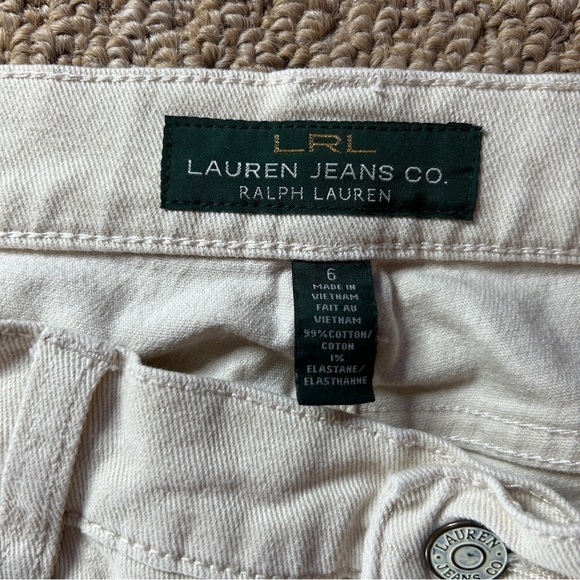 LRL
LAUREN JEANS CO.
RALPH LAUREN
6
MADE IN
VIETNAM
FAIT AU
VIETNAM
99%COTTON/
COTON
1%
ELASTANE/
ELASTHANNE
LAUREN
JEANS CO